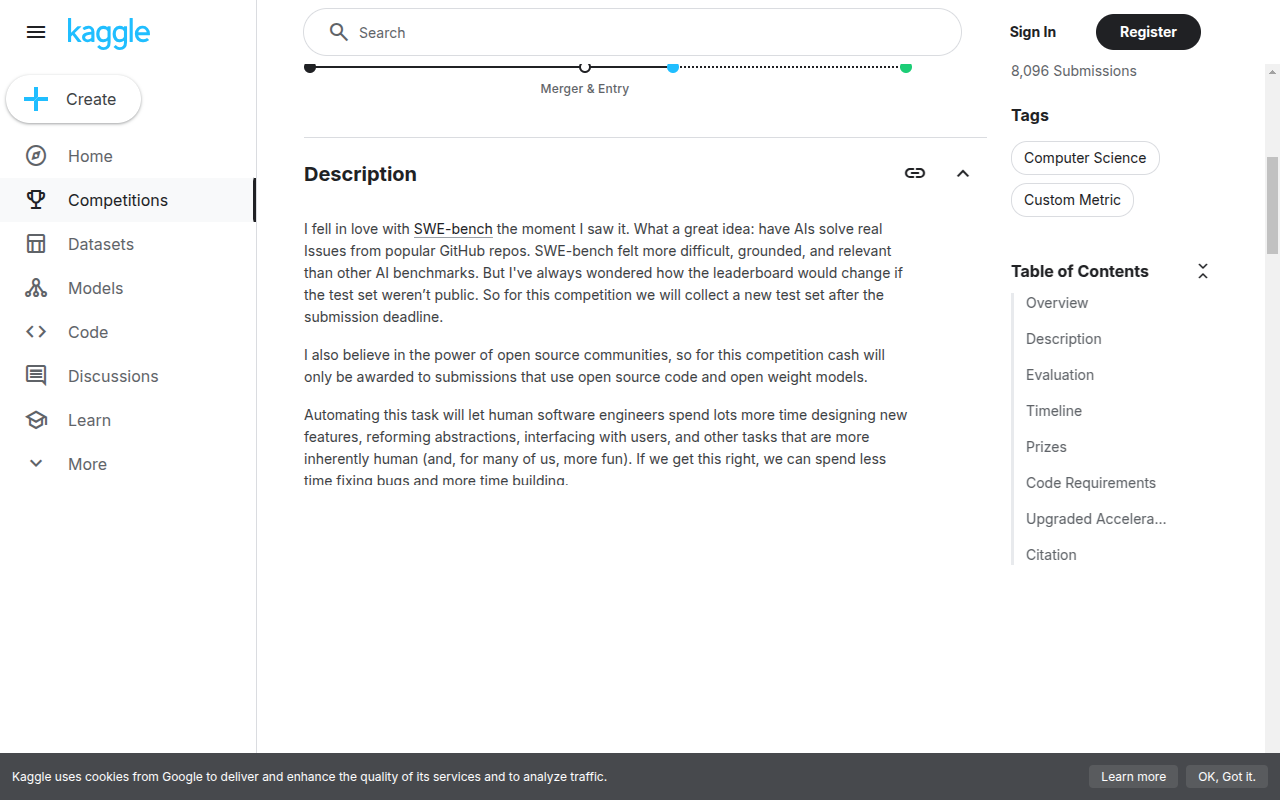 kaggle
Search
Sign In
Register
Create
Home
Competitions
Datasets
Models
Code
Discussions
Learn
More
Merger & Entry
Description
I fell in love with SWE-bench the moment I saw it. What a great idea: have AIs solve real
Issues from popular GitHub repos. SWE-bench felt more difficult, grounded, and relevant
than other AI benchmarks. But I've always wondered how the leaderboard would change if
the test set weren’t public. So for this competition we will collect a new test set after the
submission deadline.
I also believe in the power of open source communities, so for this competition cash will
only be awarded to submissions that use open source code and open weight models.
Automating this task will let human software engineers spend lots more time designing new
features, reforming abstractions, interfacing with users, and other tasks that are more
inherently human (and, for many of us, more fun). If we get this right, we can spend less
time fixing bugs and more time building.
8,096 Submissions
Tags
Computer Science
Custom Metric
Table of Contents
Overview
Description
Evaluation
Timeline
Prizes
Code Requirements
Upgraded Accelera...
Citation
Kaggle uses cookies from Google to deliver and enhance the quality of its services and to analyze traffic.
Learn more
OK, Got it.